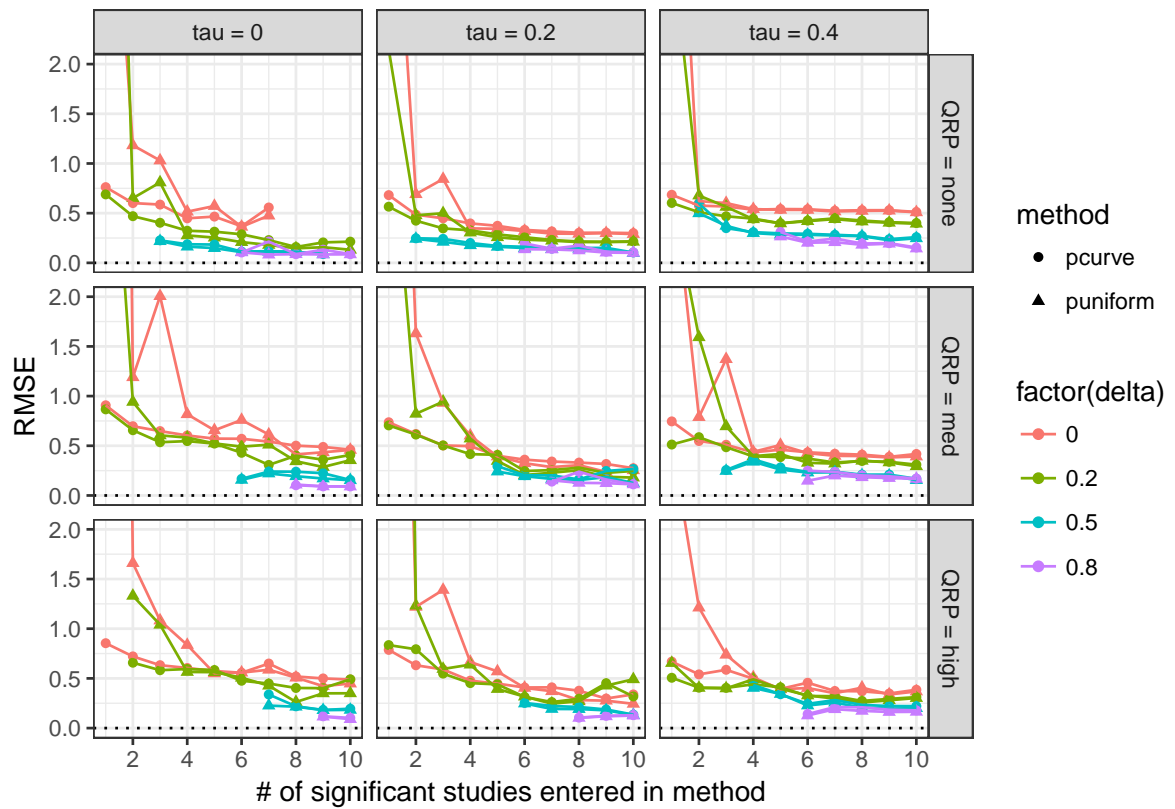 tau = 0
tau = 0.2
tau = 0.4
2.0
1.5
1.0
0.5
0.0
QRP = none
2.0
1.5
1.0
0.5
0.0
QRP = med
2.0
1.5
1.0
0.5
0.0
QRP = high
RMSE
2 4 6 8 10
2 4 6 8 10
2 4 6 8 10
# of significant studies entered in method
method
pcurve
puniform
factor(delta)
0
0.2
0.5
0.8